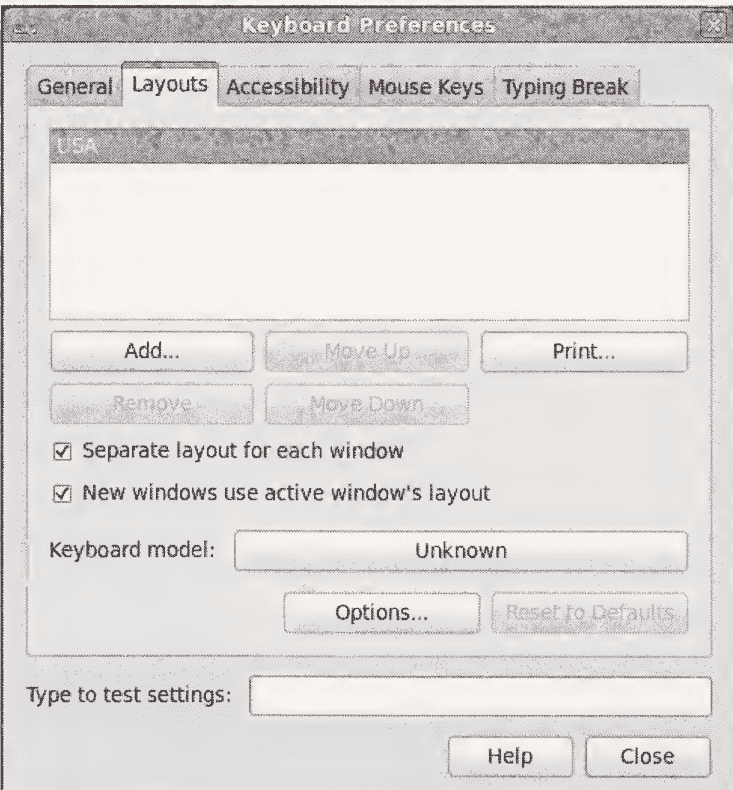 Keyboard Preferences
General Layouts Accessibility Mouse Keys Typing Break
USA
Add... Move Up Print...
Remove Move Down
Separate layout for each window
New windows use active window's layout
Keyboard model: Unknown
Options... Reset to Defaults
Type to test settings:
Help Close